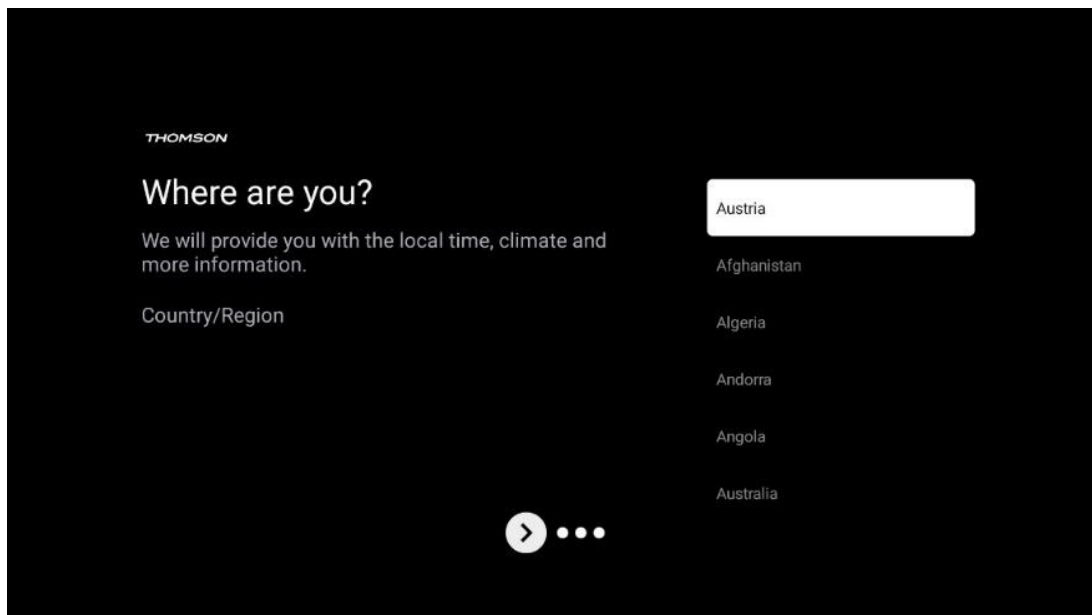 THOMSON
Where are you?
We will provide you with the local time, climate and
more information.
Country/Region
Austria
Afghanistan
Algeria
Andorra
Angola
Australia